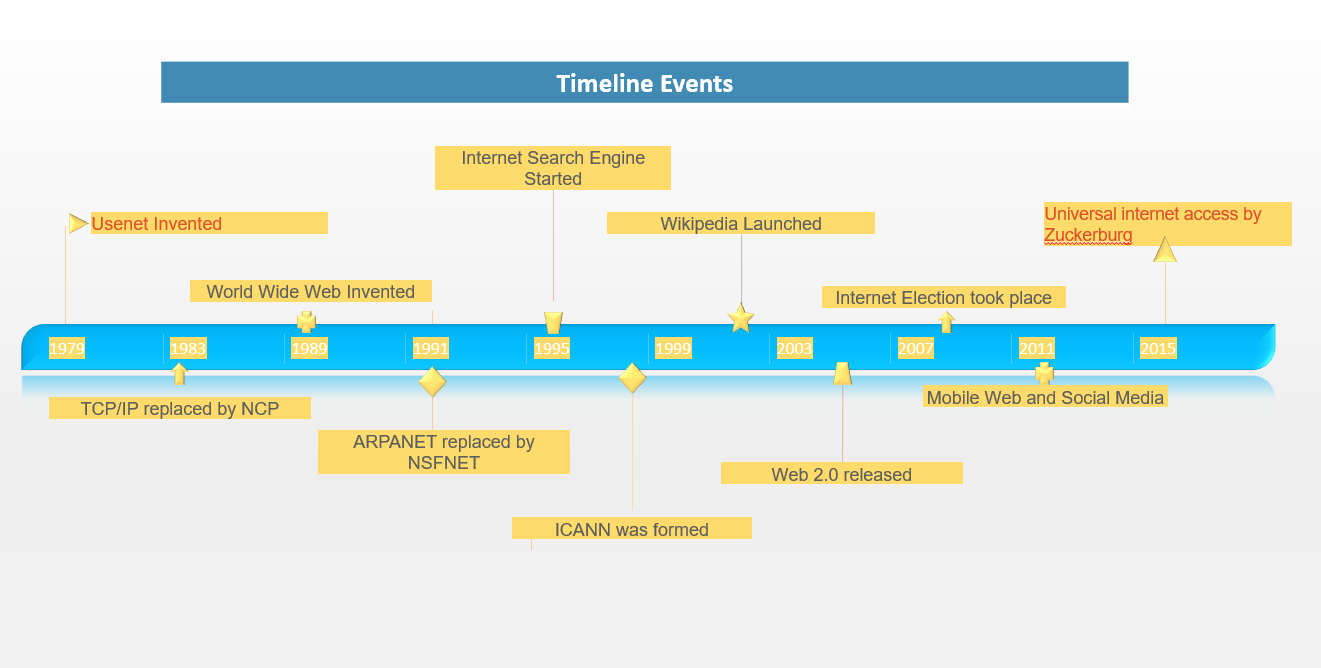 Timeline Events
Internet Search Engine
Started
Usenet Invented
Wikipedia Launched
Universal internet access by
Zuckerburg
World Wide Web Invented
Internet Election took place
1979 1983 1989 1991 1995 1999 2003 2007 2011 2015
TCP/IP replaced by NCP
Mobile Web and Social Media
ARPANET replaced by
NSFNET
Web 2.0 released
ICANN was formed